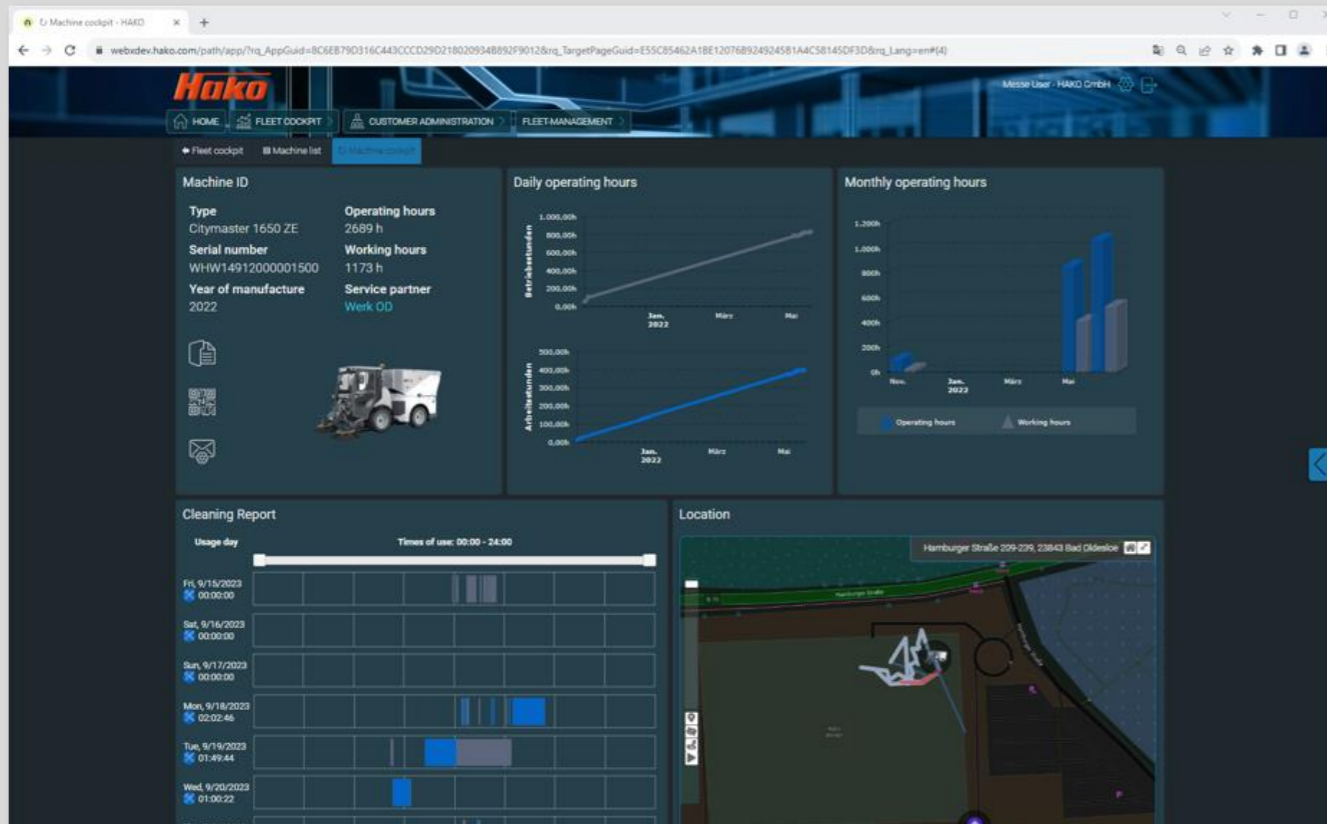 Machine cockpit - HAKO
webxdev.hako.com/path/app/?rq_AppGuid=8C6EB79D316C443CCCD29D218020934B892F9012&rq_TargetPageGuid=E55C85462A1BE12076B924924581A4C58145DF3D&rq_Lang=en#(4)
Hako
Messe User - HAKO GmbH
HOME
FLEET COCKPIT
CUSTOMER ADMINISTRATION
FLEET-MANAGEMENT
Fleet cockpit
Machine list
Machine cockpit
Machine ID
Type
Citymaster 1650 ZE
Operating hours
2689 h
Serial number
WHW14912000001500
Working hours
1173 h
Year of manufacture
2022
Service partner
Werk OD
Daily operating hours
Betriebsstunden
1.000,00h
800,00h
600,00h
400,00h
200,00h
0,00h
Jan.
2022
März
Mai
Arbeitsstunden
500,00h
400,00h
300,00h
200,00h
100,00h
0,00h
Jan.
2022
März
Mai
Monthly operating hours
1.200h
1.000h
800h
600h
400h
200h
0h
Nov.
Jan.
2022
März
Mai
Operating hours
Working hours
Cleaning Report
Usage day
Times of use: 00:00 - 24:00
Fri, 9/15/2023
00:00:00
Sat, 9/16/2023
00:00:00
Sun, 9/17/2023
00:00:00
Mon, 9/18/2023
02:02:46
Tue, 9/19/2023
01:49:44
Wed, 9/20/2023
01:00:22
Location
Hamburger Straße 209-239, 23843 Bad Oldesloe
Hamburger Straße
Hamburger Straße
P